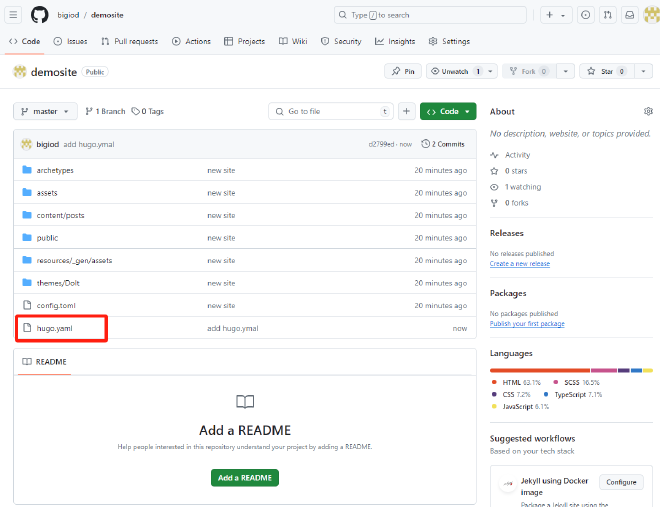 bigiod / demosite
Type / to search
Code Issues Pull requests Actions Projects Wiki Security Insights Settings
demosite Public
Pin Unwatch 1 Fork 0 Star 0
master 1 Branch 0 Tags Go to file t Code
About
No description, website, or topics provided.
Activity
0 stars
1 watching
0 forks
bigiod add hugo.ymal d2799ed · now 2 Commits
archetypes new site 20 minutes ago
assets new site 20 minutes ago
content/posts new site 20 minutes ago
public new site 20 minutes ago
resources/_gen/assets new site 20 minutes ago
themes/DoIt new site 20 minutes ago
config.toml new site 20 minutes ago
hugo.yaml add hugo.ymal now
README
Add a README
Help people interested in this repository understand your project by adding a README.
Add a README
Releases
No releases published
Create a new release
Packages
No packages published
Publish your first package
Languages
HTML 63.1% SCSS 16.5%
CSS 7.2% TypeScript 7.1%
JavaScript 6.1%
Suggested workflows
Based on your tech stack
Jekyll using Docker image
Configure
Package a Jekyll site using the